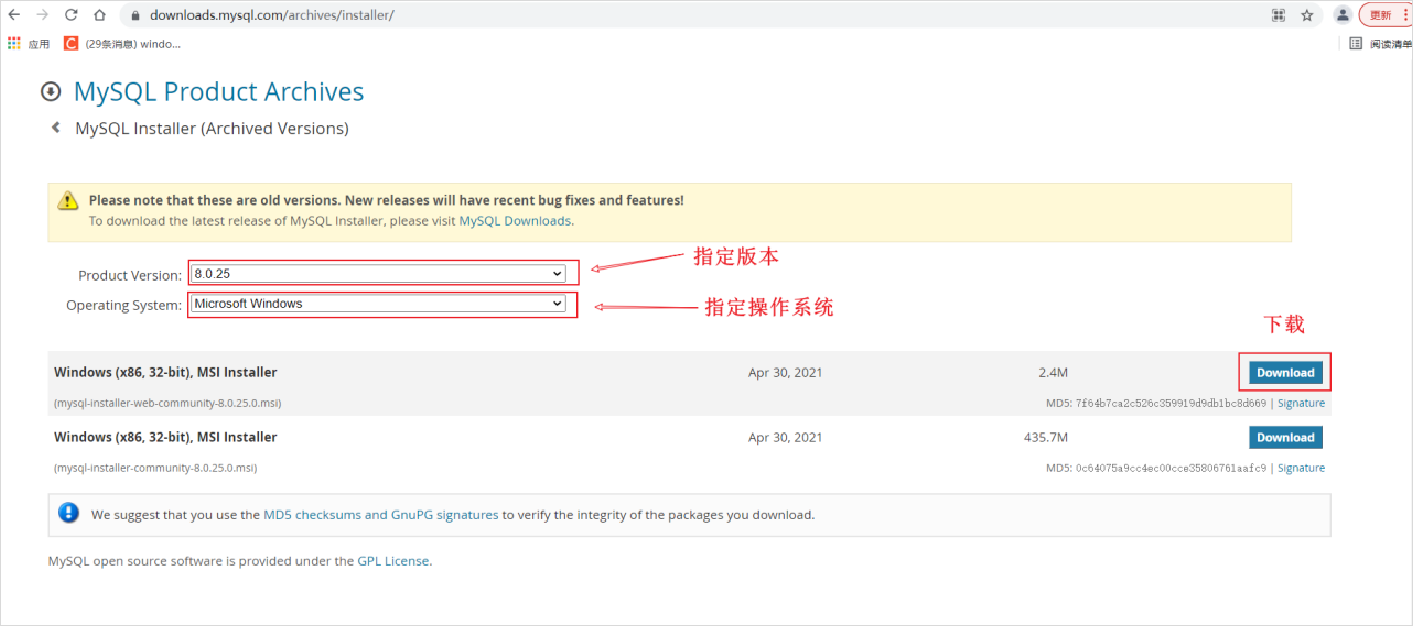 downloads.mysql.com/archives/installer/
更新
应用
(29条消息) windo...
阅读清单
MySQL Product Archives
MySQL Installer (Archived Versions)
Please note that these are old versions. New releases will have recent bug fixes and features!
To download the latest release of MySQL Installer, please visit MySQL Downloads.
指定版本
Product Version: 8.0.25
Operating System: Microsoft Windows
指定操作系统
下载
Windows (x86, 32-bit), MSI Installer Apr 30, 2021 2.4M Download
(mysql-installer-web-community-8.0.25.0.msi) MD5: 7f64b7ca2c526c359919d9db1bc8d669 | Signature
Windows (x86, 32-bit), MSI Installer Apr 30, 2021 435.7M Download
(mysql-installer-community-8.0.25.0.msi) MD5: 0c64075a9cc4ec00cce35806761aafc9 | Signature
We suggest that you use the MD5 checksums and GnuPG signatures to verify the integrity of the packages you download.
MySQL open source software is provided under the GPL License.